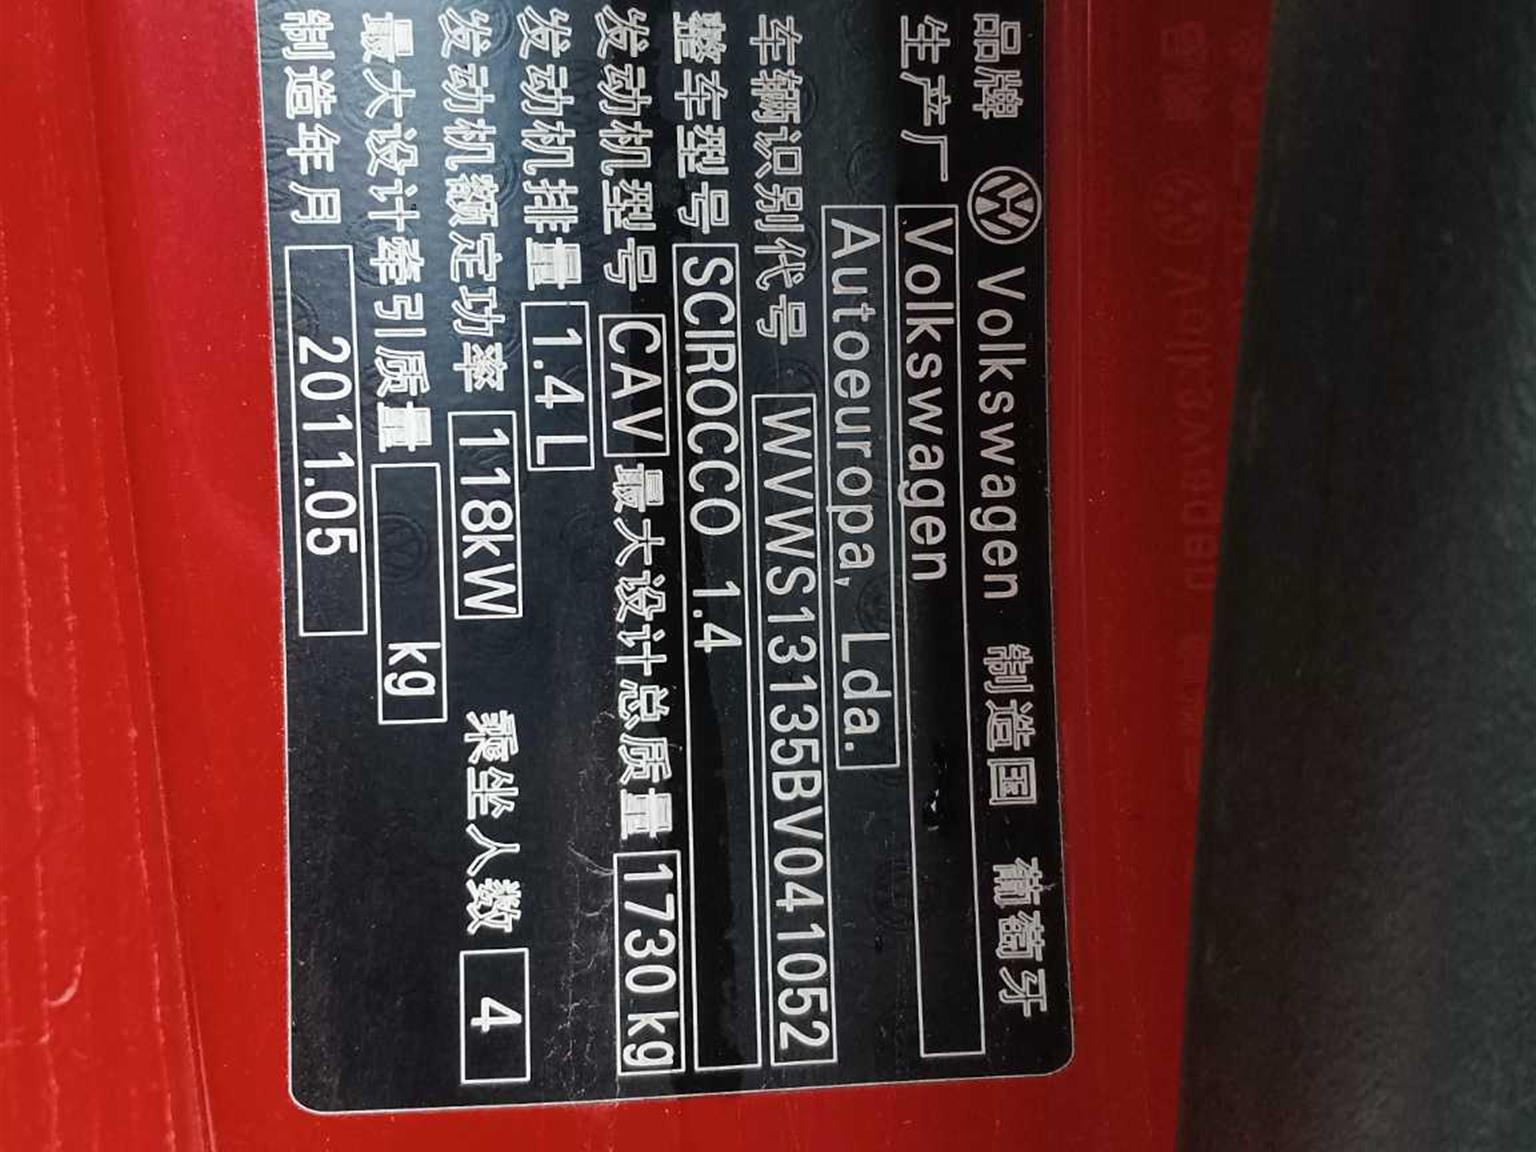 品牌 Volkswagen 制造国 葡萄牙
生产厂 Volkswagen
Autoeuropa, Lda.
车辆识别代号 WVWS13135BV041052
整车型号 SCIROCCO 1.4
发动机型号 CAV 最大设计总质量 1730kg
发动机排量 1.4L
发动机额定功率 118kW 乘坐人数 4
最大设计牵引质量 kg
制造年月 2011.05